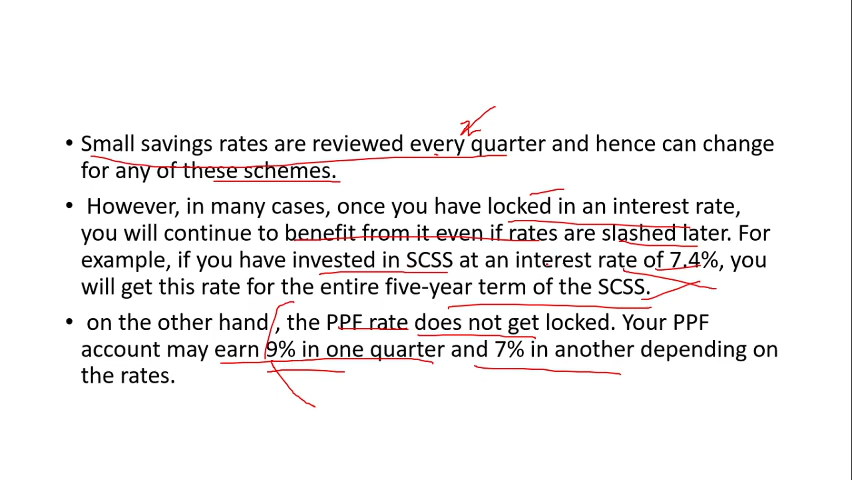 • Small savings rates are reviewed every quarter and hence can change
for any of these schemes.
• However, in many cases, once you have locked in an interest rate,
you will continue to benefit from it even if rates are slashed later. For
example, if you have invested in SCSS at an interest rate of 7.4%, you
will get this rate for the entire five-year term of the SCSS.
• on the other hand , the PPF rate does not get locked. Your PPF
account may earn 9% in one quarter and 7% in another depending on
the rates.